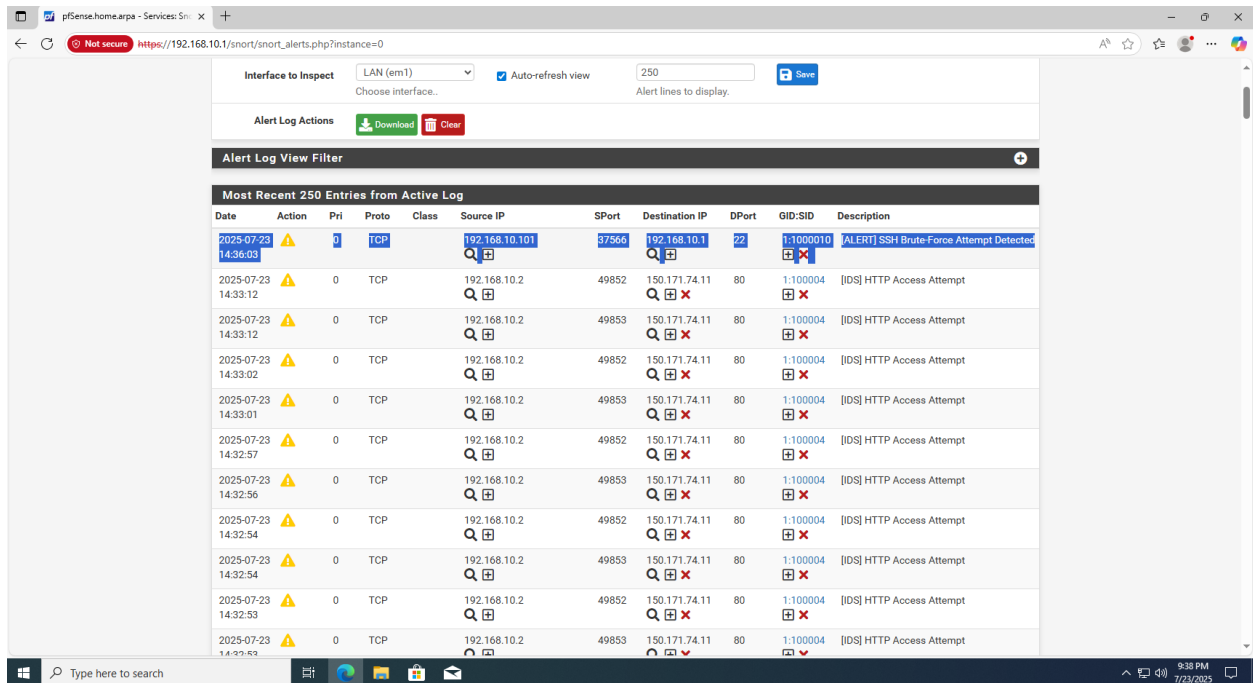 pfSense.home.arpa - Services: Sno
Not secure https://192.168.10.1/snort/snort_alerts.php?instance=0
Interface to Inspect LAN (em1) Auto-refresh view 250 Save
Choose interface.. Alert lines to display.
Alert Log Actions Download Clear
Alert Log View Filter
Most Recent 250 Entries from Active Log
Date Action Pri Proto Class Source IP SPort Destination IP DPort GID:SID Description
2025-07-23 0 TCP 192.168.10.101 37566 192.168.10.1 22 1:1000010 [ALERT] SSH Brute-Force Attempt Detected
14:36:03
2025-07-23 0 TCP 192.168.10.2 49852 150.171.74.11 80 1:100004 [IDS] HTTP Access Attempt
14:33:12
2025-07-23 0 TCP 192.168.10.2 49853 150.171.74.11 80 1:100004 [IDS] HTTP Access Attempt
14:33:12
2025-07-23 0 TCP 192.168.10.2 49852 150.171.74.11 80 1:100004 [IDS] HTTP Access Attempt
14:33:02
2025-07-23 0 TCP 192.168.10.2 49853 150.171.74.11 80 1:100004 [IDS] HTTP Access Attempt
14:33:01
2025-07-23 0 TCP 192.168.10.2 49852 150.171.74.11 80 1:100004 [IDS] HTTP Access Attempt
14:32:57
2025-07-23 0 TCP 192.168.10.2 49853 150.171.74.11 80 1:100004 [IDS] HTTP Access Attempt
14:32:56
2025-07-23 0 TCP 192.168.10.2 49852 150.171.74.11 80 1:100004 [IDS] HTTP Access Attempt
14:32:54
2025-07-23 0 TCP 192.168.10.2 49853 150.171.74.11 80 1:100004 [IDS] HTTP Access Attempt
14:32:54
2025-07-23 0 TCP 192.168.10.2 49852 150.171.74.11 80 1:100004 [IDS] HTTP Access Attempt
14:32:53
2025-07-23 0 TCP 192.168.10.2 49853 150.171.74.11 80 1:100004 [IDS] HTTP Access Attempt
14:32:53
Type here to search 9:38 PM
7/23/2025